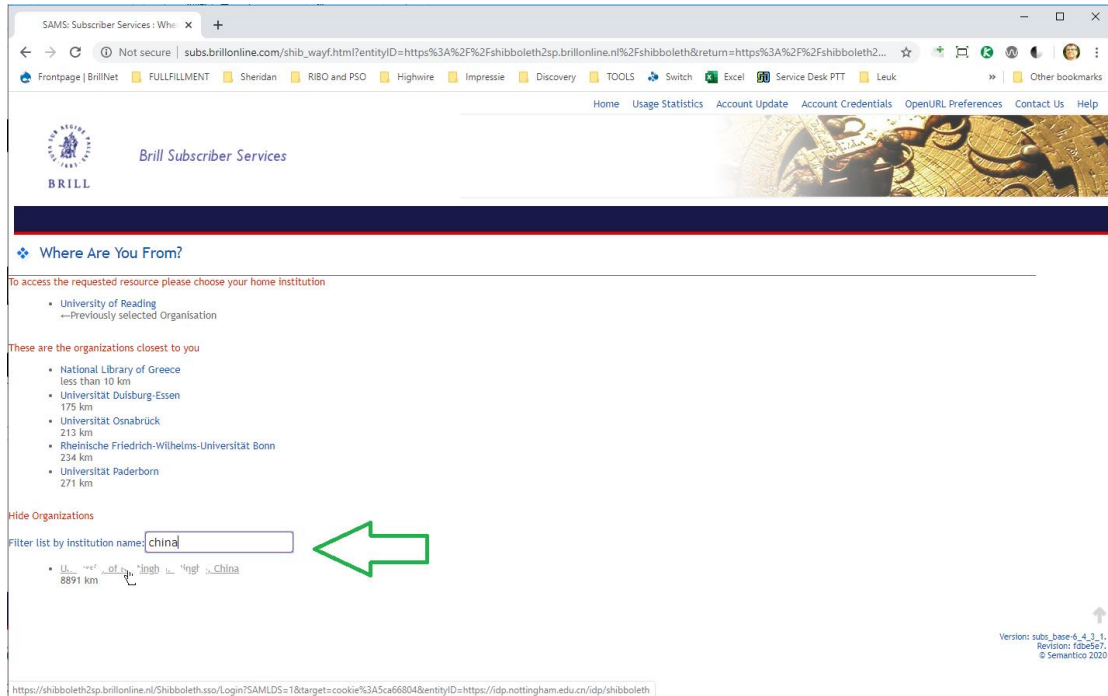 SAMS: Subscriber Services : Whe
Not secure | subs.brillonline.com/shib_wayf.html?entityID=https%3A%2F%2Fshibboleth2sp.brillonline.nl%2Fshibboleth&return=https%3A%2F%2Fshibboleth2...
Frontpage | BrillNet FULLFILLMENT Sheridan RIBO and PSO Highwire Impressie Discovery TOOLS Switch Excel Service Desk PTT Leuk » Other bookmarks
Home Usage Statistics Account Update Account Credentials OpenURL Preferences Contact Us Help
BRILL
Brill Subscriber Services
Where Are You From?
To access the requested resource please choose your home institution
University of Reading
←Previously selected Organisation
These are the organizations closest to you
National Library of Greece
less than 10 km
Universität Duisburg-Essen
175 km
Universität Osnabrück
213 km
Rheinische Friedrich-Wilhelms-Universität Bonn
234 km
Universität Paderborn
271 km
Hide Organizations
Filter list by institution name: china
of China
8891 km
Version: subs_base-6_4_3_1.
Revision: fdbe5e7.
© Semantico 2020
https://shibboleth2sp.brillonline.nl/Shibboleth.sso/Login?SAMLDS=1&target=cookie%3A5ca66804&entityID=https://idp.nottingham.edu.cn/idp/shibboleth